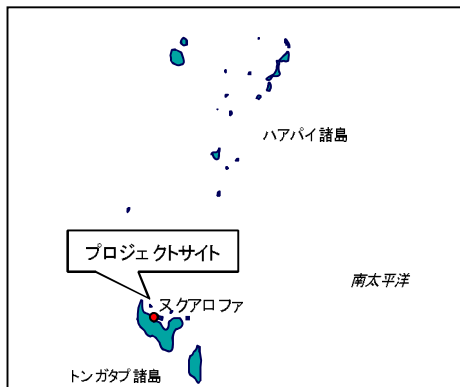 ハアパイ諸島
プロジェクトサイト
南太平洋
ヌクアロファ
トンガタプ諸島